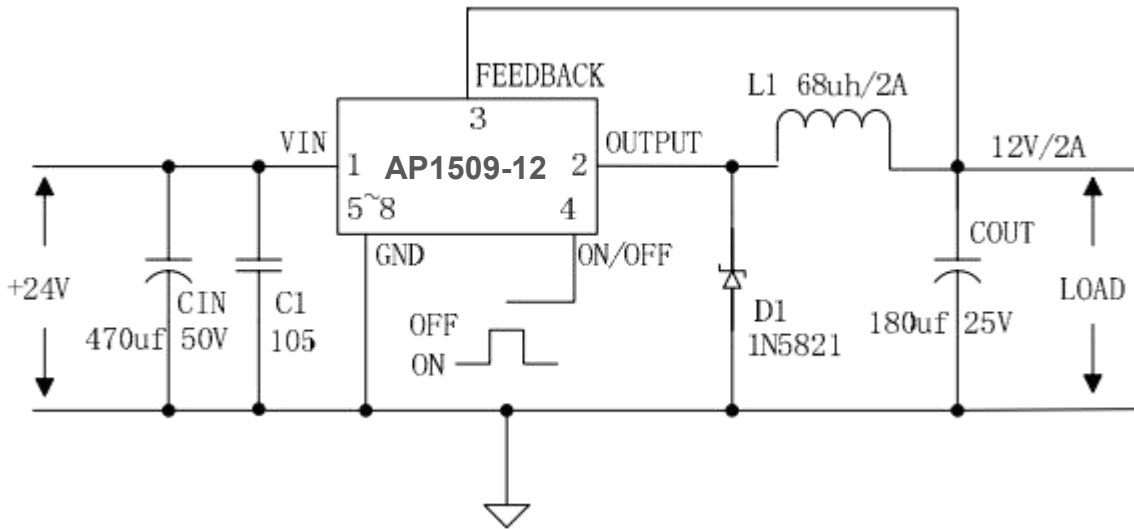 FEEDBACK
L1 68uh/2A
3
VIN
OUTPUT
12V/2A
1
AP1509-12
2
5~8
4
GND
ON/OFF
COUT
+24V
CIN
C1
LOAD
470uf 50V
105
OFF
D1
180uf 25V
ON
1N5821